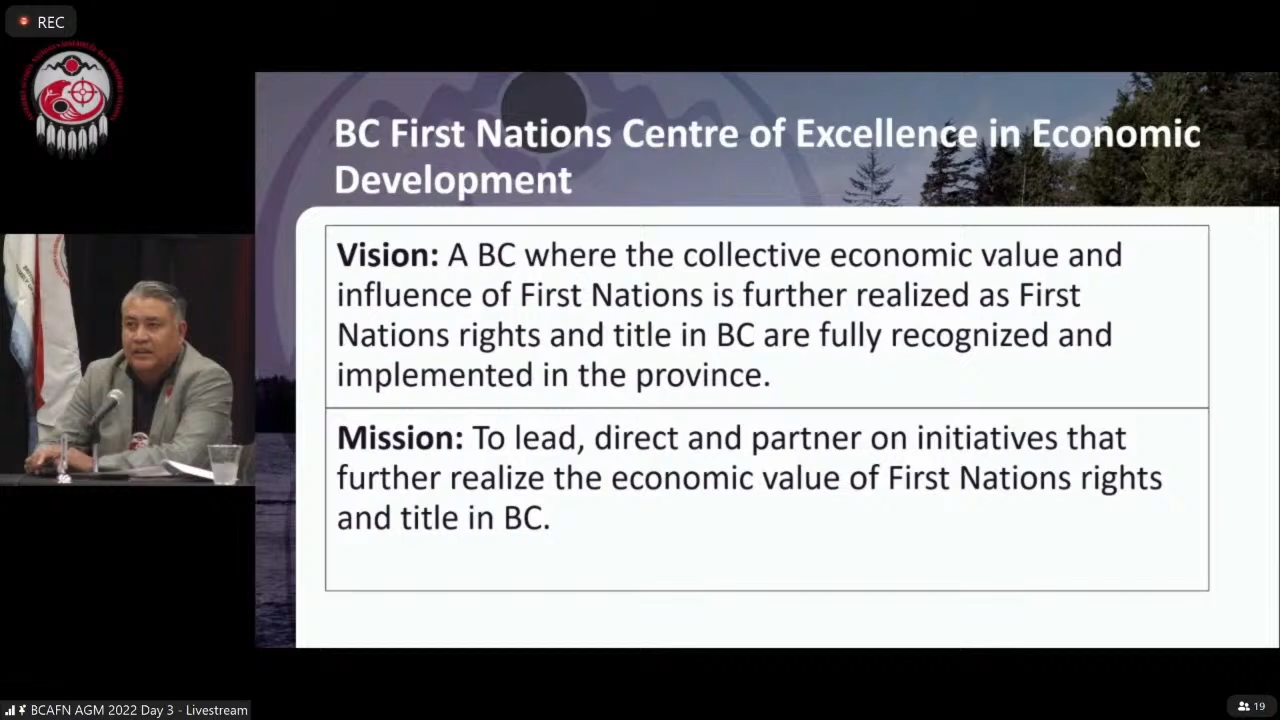 REC
BC First Nations Centre of Excellence in Economic
Development
Vision: A BC where the collective economic value and
influence of First Nations is further realized as First
Nations rights and title in BC are fully recognized and
implemented in the province.
Mission: To lead, direct and partner on initiatives that
further realize the economic value of First Nations rights
and title in BC.
BCAFN AGM 2022 Day 3 - Livestream
19